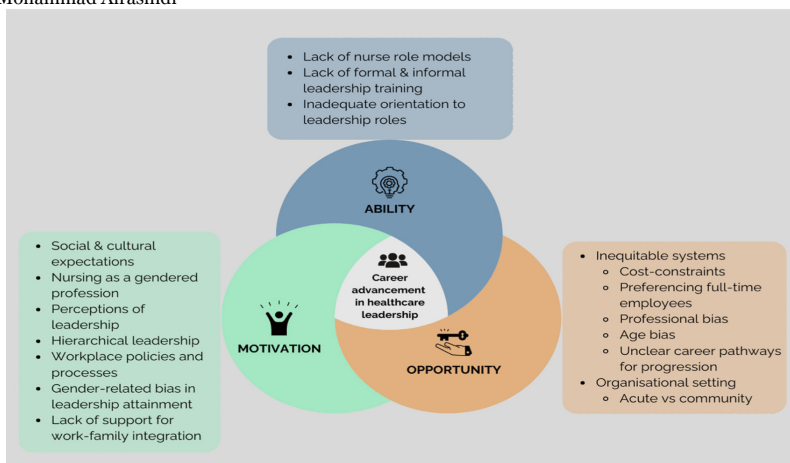 Mohammad Alrashidi
• Lack of nurse role models
• Lack of formal & informal
leadership training
• Inadequate orientation to
leadership roles
ABILITY
• Social & cultural
expectations
• Nursing as a gendered
profession
• Perceptions of
leadership
• Hierarchical leadership
• Workplace policies and
processes
• Gender-related bias in
leadership attainment
• Lack of support for
work-family integration
MOTIVATION
Career
advancement
in healthcare
leadership
OPPORTUNITY
• Inequitable systems
○ Cost-constraints
○ Preferencing full-time
employees
○ Professional bias
○ Age bias
○ Unclear career pathways
for progression
• Organisational setting
○ Acute vs community